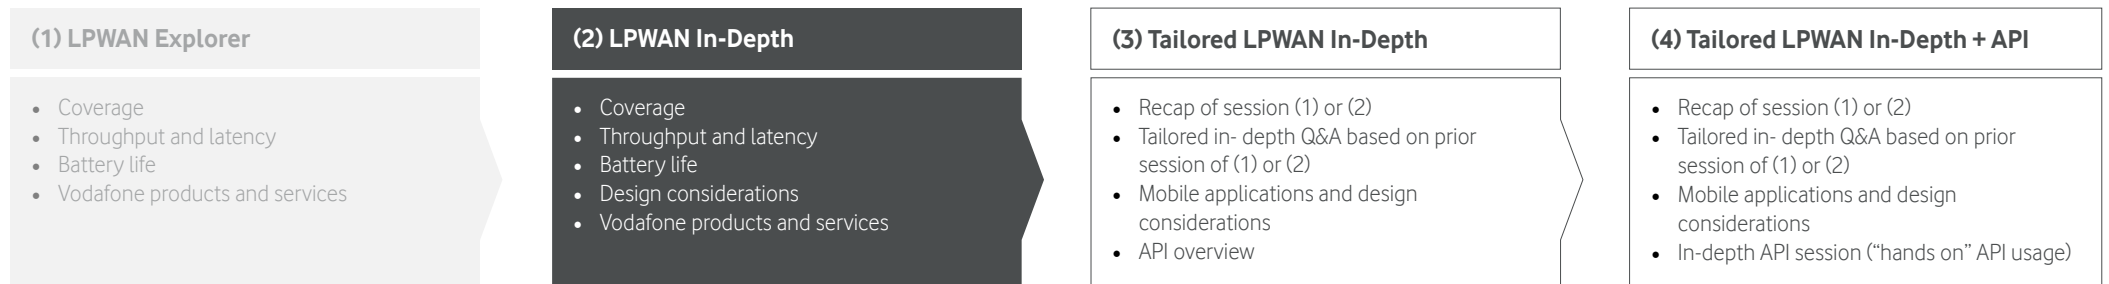 (1) LPWAN Explorer
• Coverage
• Throughput and latency
• Battery life
• Vodafone products and services
(2) LPWAN In-Depth
• Coverage
• Throughput and latency
• Battery life
• Design considerations
• Vodafone products and services
(3) Tailored LPWAN In-Depth
• Recap of session (1) or (2)
• Tailored in- depth Q&A based on prior
session of (1) or (2)
• Mobile applications and design
considerations
• API overview
(4) Tailored LPWAN In-Depth + API
• Recap of session (1) or (2)
• Tailored in- depth Q&A based on prior
session of (1) or (2)
• Mobile applications and design
considerations
• In-depth API session (“hands on” API usage)